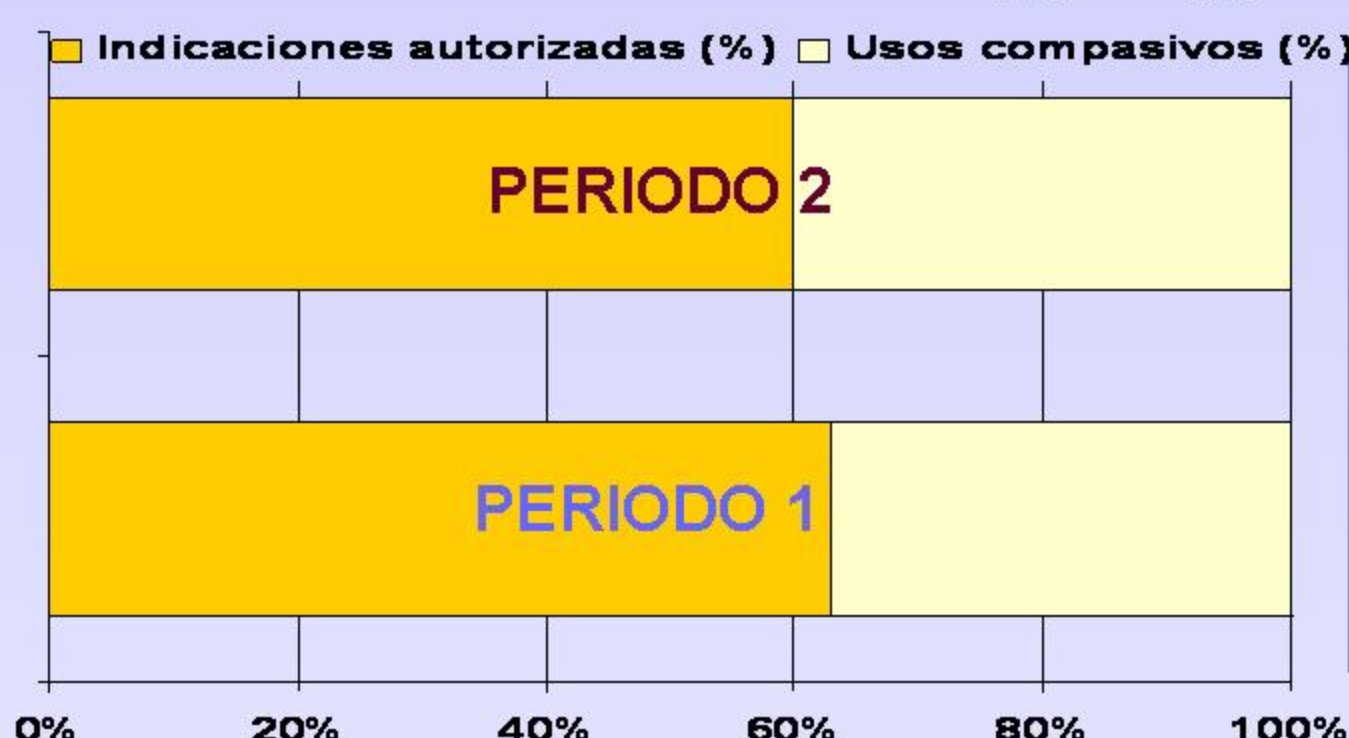 Indicaciones autorizadas (%) Usos compasivos (%)
PERIODO 2
PERIODO 1
0% 20% 40% 60% 80% 100%